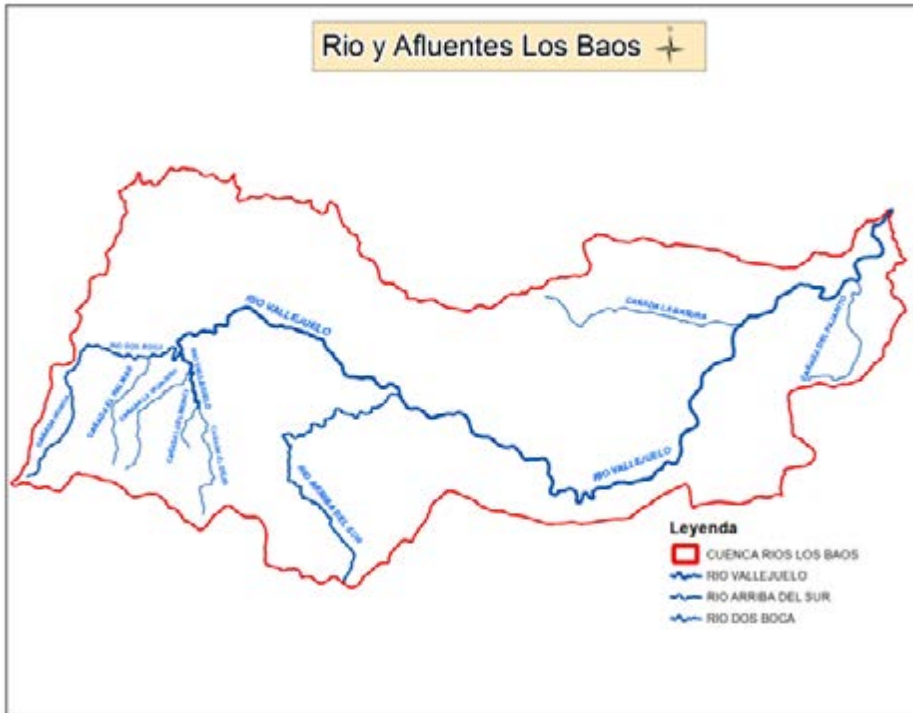 Rio y Afluentes Los Baos
RIO VALLEJUELO
CAÑADA LA BASURA
CAÑADA DEL PAJARITO
RIO DOS BOCA
RIO VALLEJUELO
CAÑADA EL PALMAR
RIO ARRIBA DEL SUR
RIO VALLEJUELO
Leyenda
CUENCA RIOS LOS BAOS
RIO VALLEJUELO
RIO ARRIBA DEL SUR
RIO DOS BOCA